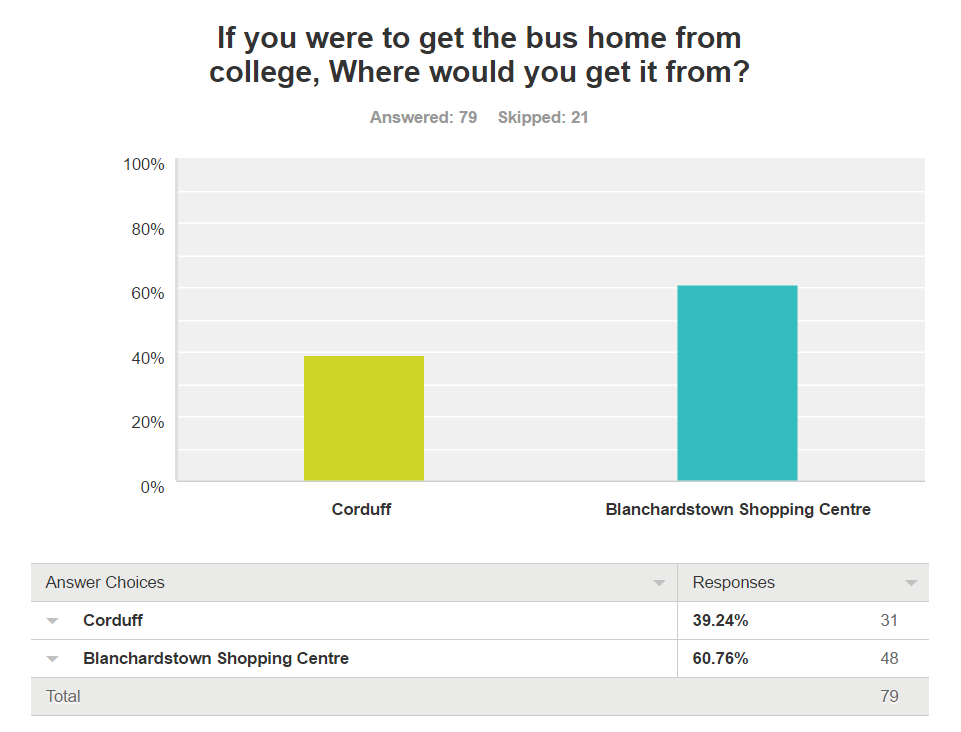 If you were to get the bus home from
college, Where would you get it from?
Answered: 79 Skipped: 21
100%
80%
60%
40%
20%
0%
Corduff Blanchardstown Shopping Centre
Answer Choices Responses
Corduff 39.24% 31
Blanchardstown Shopping Centre 60.76% 48
Total 79